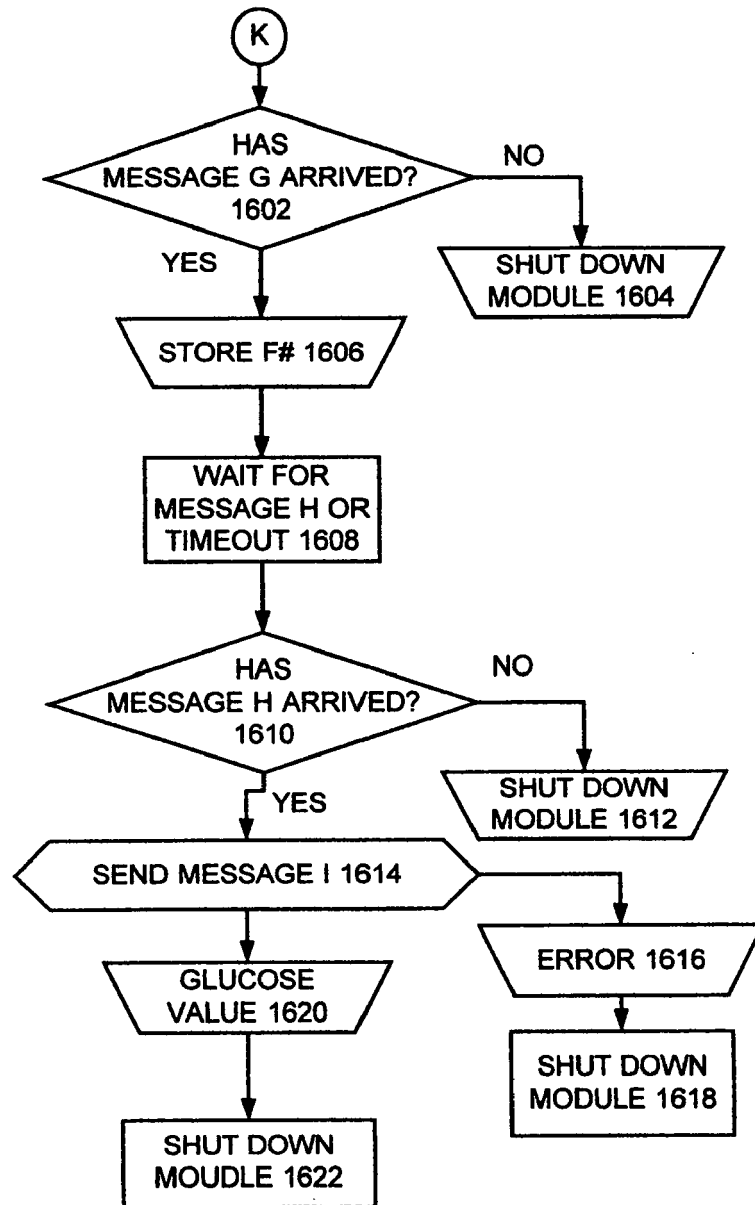 K
HAS
MESSAGE G ARRIVED?
1602
NO
YES
SHUT DOWN
MODULE 1604
STORE F# 1606
WAIT FOR
MESSAGE H OR
TIMEOUT 1608
HAS
MESSAGE H ARRIVED?
1610
NO
YES
SHUT DOWN
MODULE 1612
SEND MESSAGE I 1614
ERROR 1616
GLUCOSE
VALUE 1620
SHUT DOWN
MODULE 1618
SHUT DOWN
MOUDLE 1622